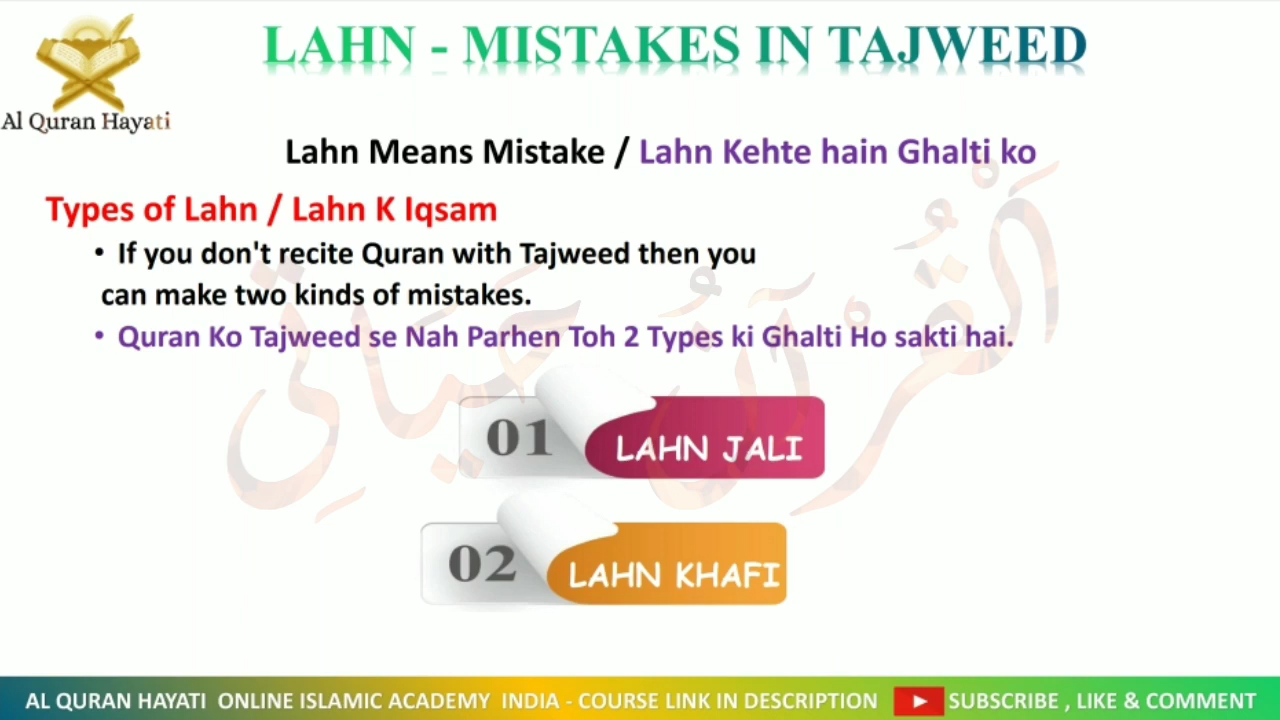 LAHN - MISTAKES IN TAJWEED
Al Quran Hayati
Lahn Means Mistake / Lahn Kehte hain Ghalti ko
Types of Lahn / Lahn K Iqsam
• If you don't recite Quran with Tajweed then you
can make two kinds of mistakes.
• Quran Ko Tajweed se Nah Parhen Toh 2 Types ki Ghalti Ho sakti hai.
اَلْقُرْآنُ حَيَاتِي
01 LAHN JALI
02 LAHN KHAFI
AL QURAN HAYATI ONLINE ISLAMIC ACADEMY INDIA - COURSE LINK IN DESCRIPTION SUBSCRIBE , LIKE & COMMENT